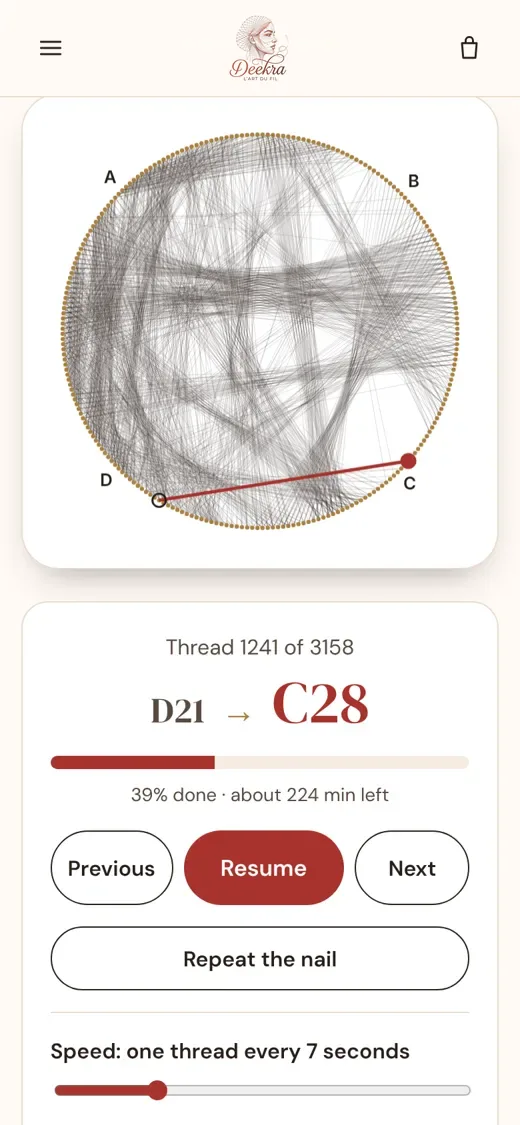 Deekra
L'ART DU FIL
A
B
D
C
Thread 1241 of 3158
D21 → C28
39% done · about 224 min left
Previous
Resume
Next
Repeat the nail
Speed: one thread every 7 seconds